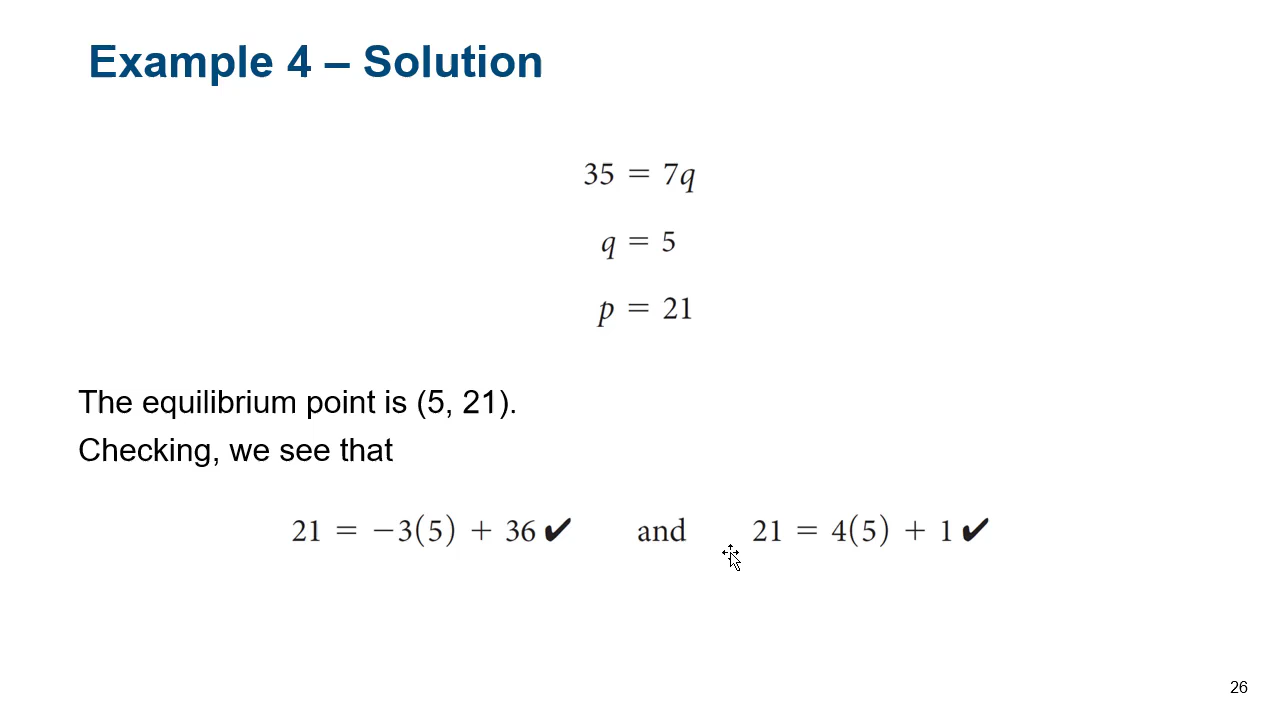 Example 4 – Solution
35 = 7q
q = 5
p = 21
The equilibrium point is (5, 21).
Checking, we see that
21 = −3(5) + 36 ✔ and 21 = 4(5) + 1 ✔
26